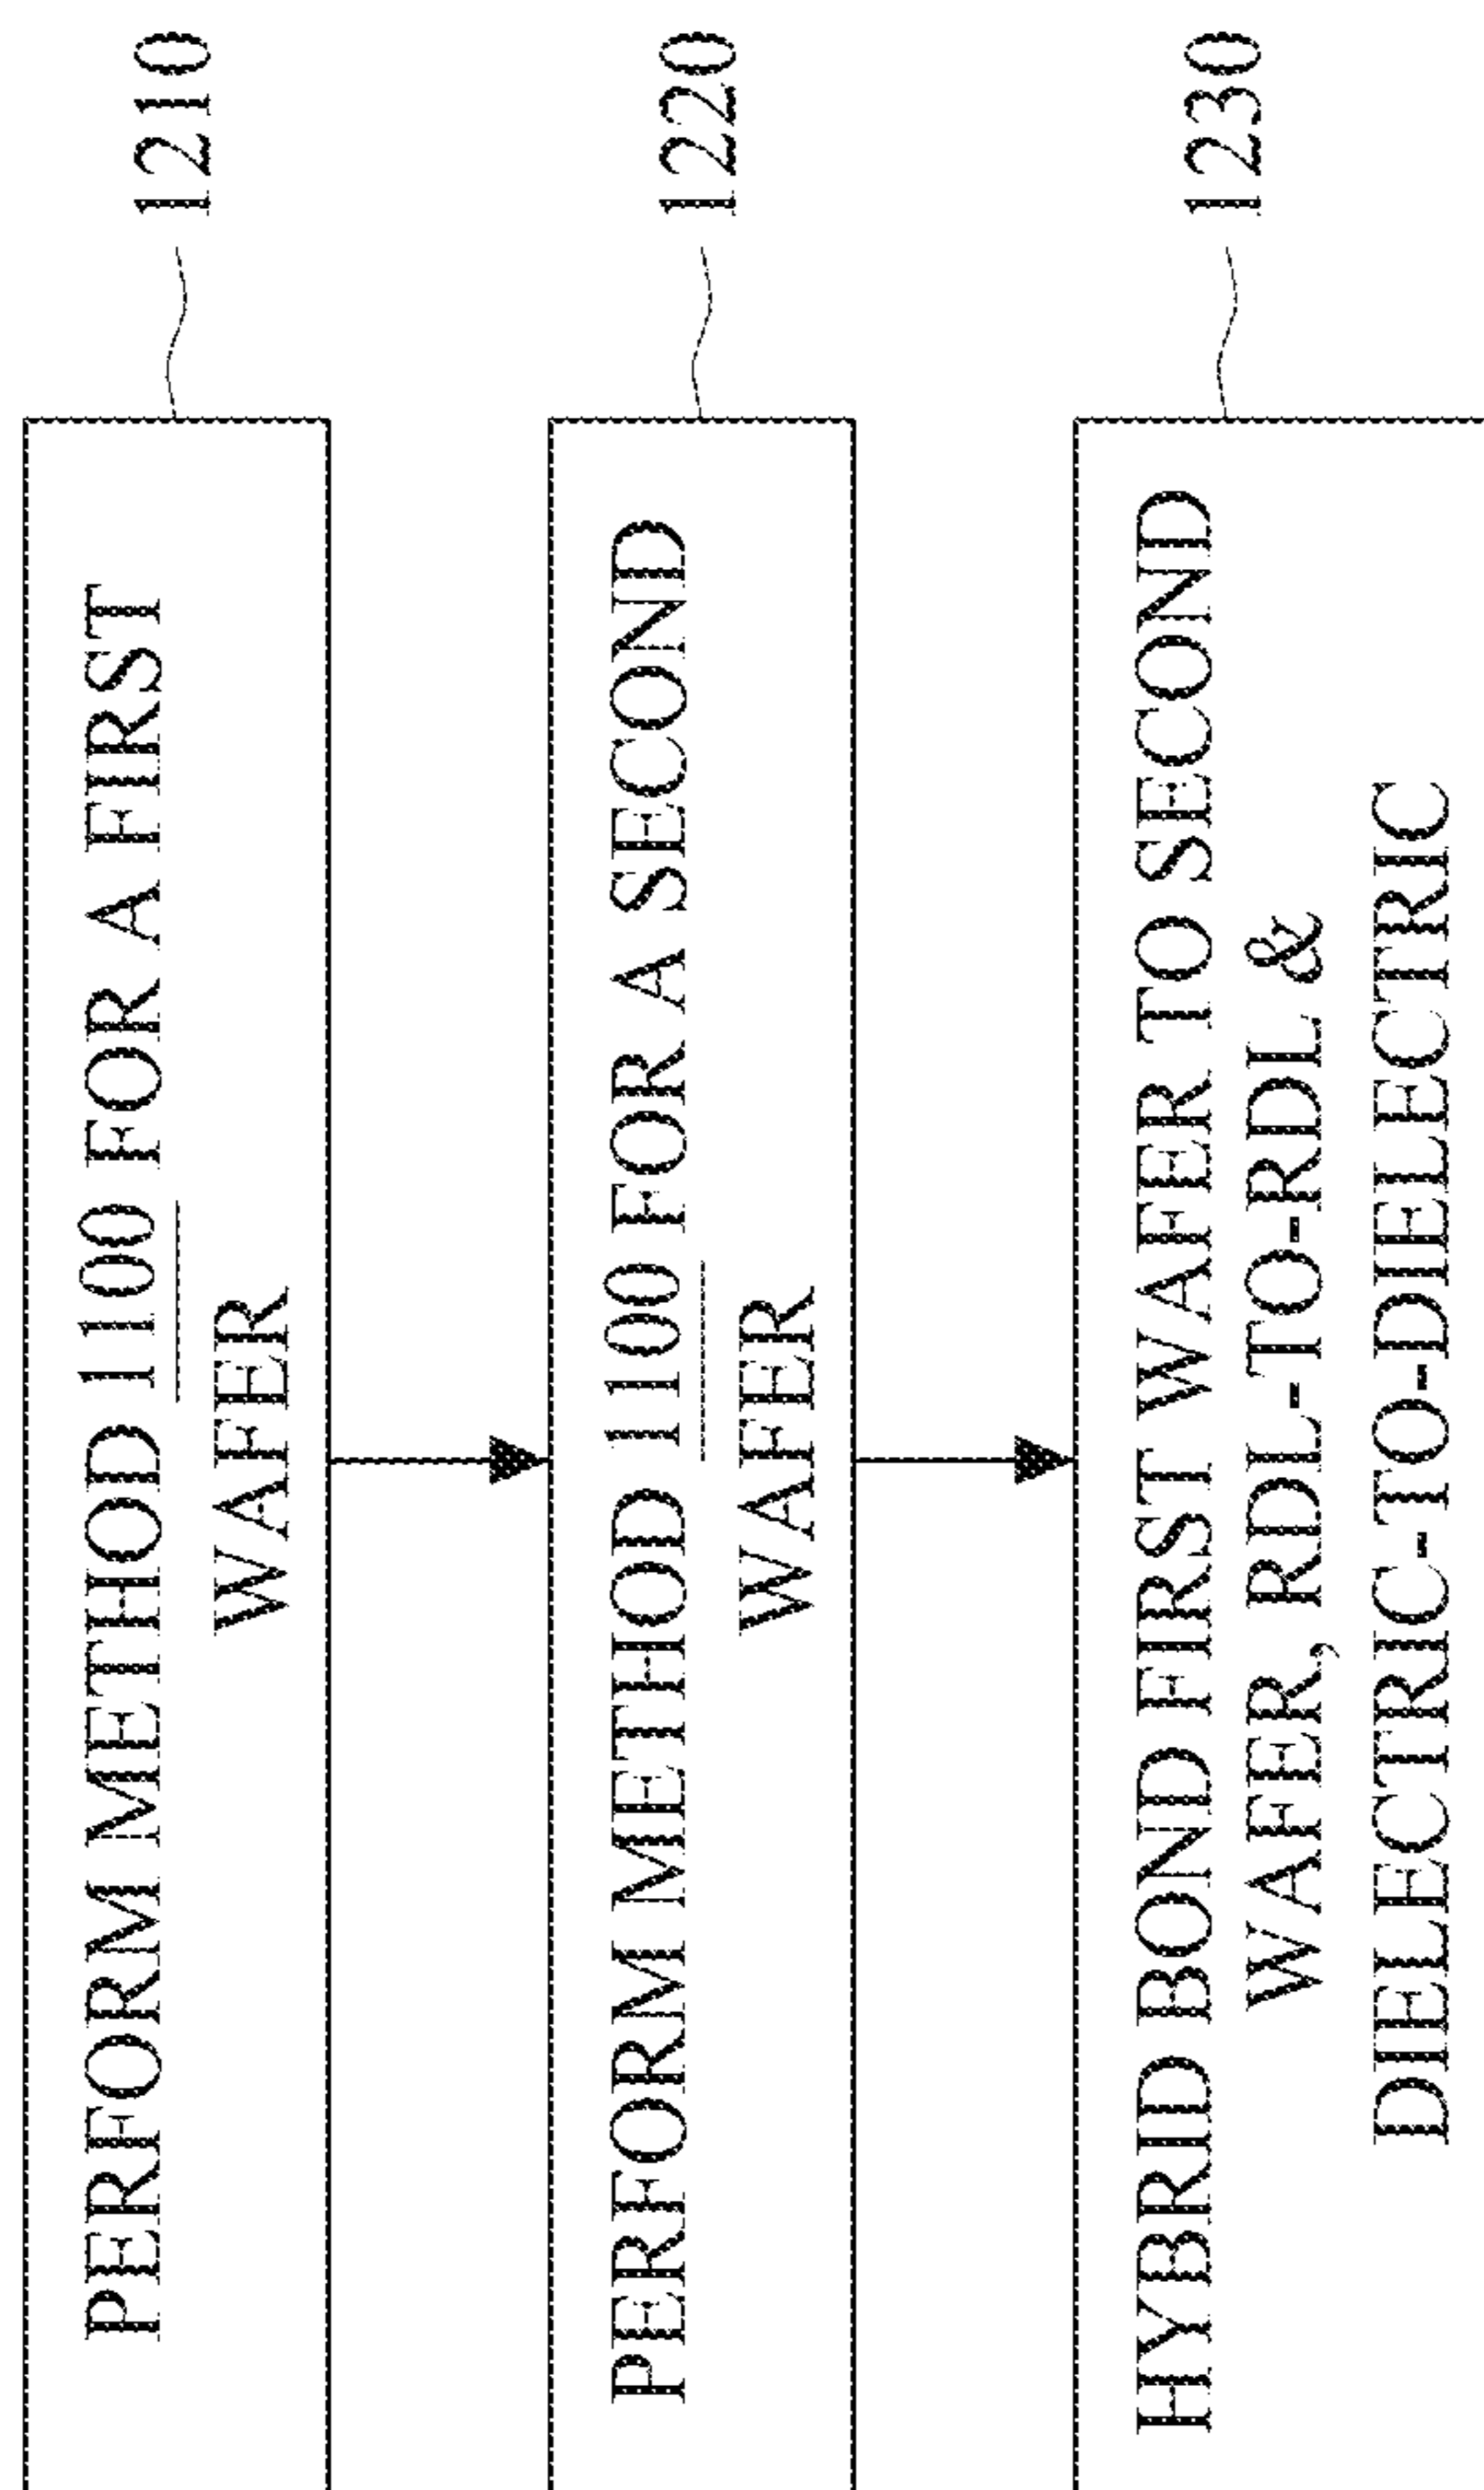 PERFORM METHOD 1100 FOR A FIRST
WAFER
1210
PERFORM METHOD 1100 FOR A SECOND
WAFER
1220
HYBRID BOND FIRST WAFER TO SECOND
WAFER, RDL-TO-RDL &
DIELECTRIC-TO-DIELECTRIC
1230